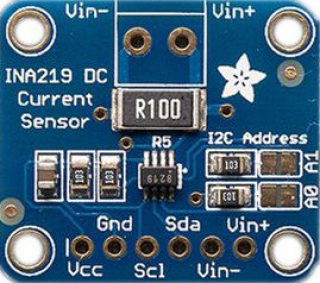 Vin- Vin+
INA219 DC
Current
Sensor
R100
R5
I2C Address
103 103
103
103
A1
A0
Gnd Sda Vin+
Vcc Scl Vin-